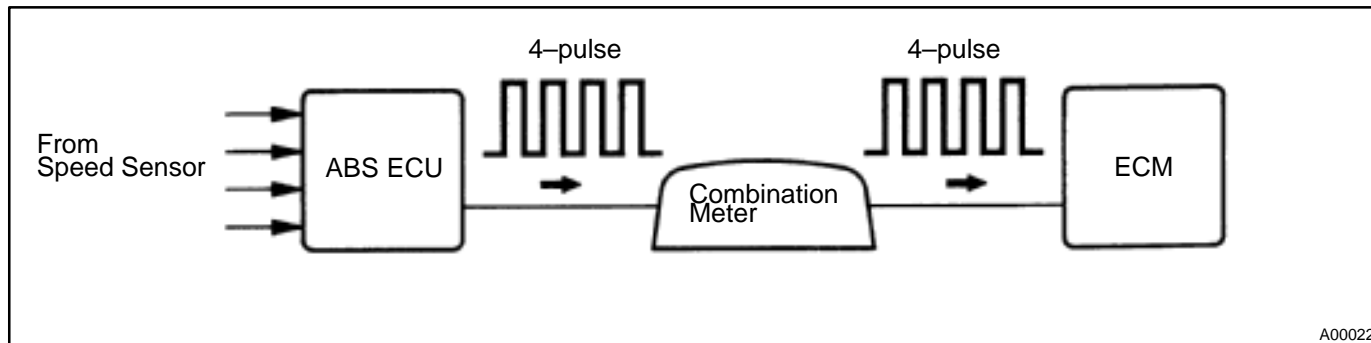 4–pulse
4–pulse
From
Speed Sensor
ABS ECU
Combination
Meter
ECM
A00022